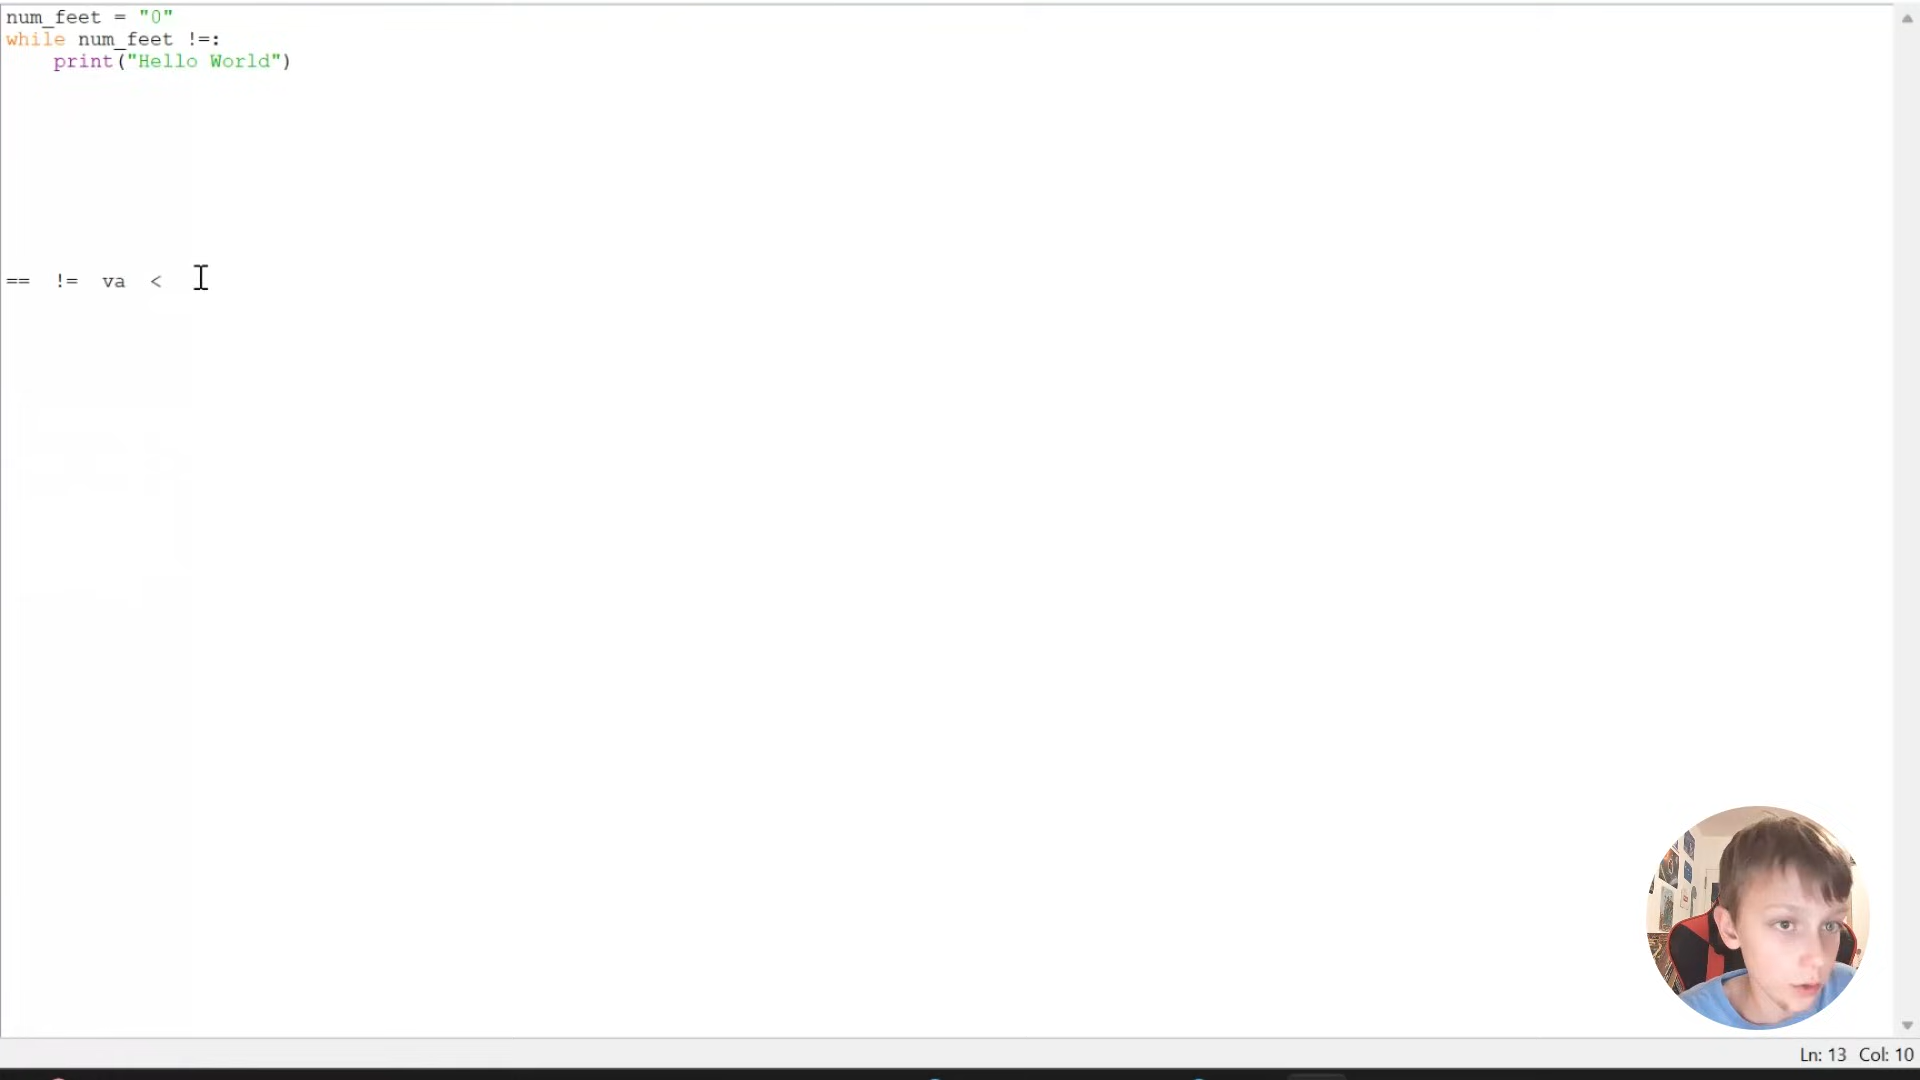 num_feet = "0"
while num_feet !=:
    print("Hello World")
==  !=  va  <
Ln: 13  Col: 10